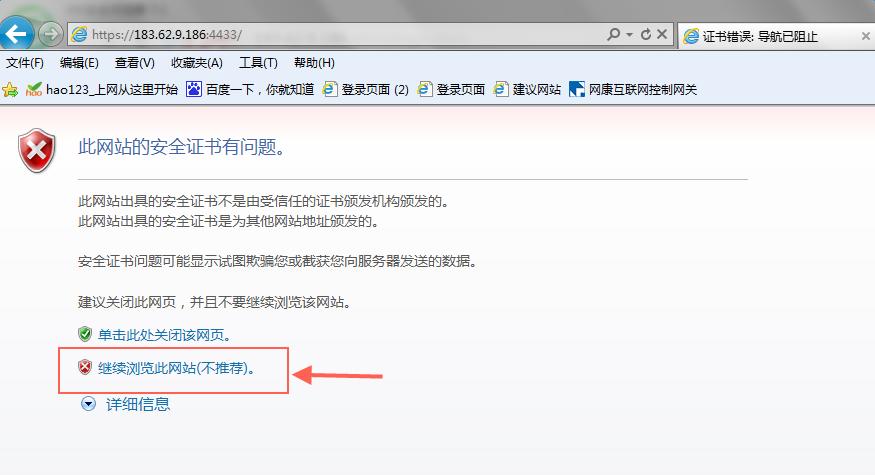 https://183.62.9.186:4433/
证书错误: 导航已阻止
文件(F) 编辑(E) 查看(V) 收藏夹(A) 工具(T) 帮助(H)
hao123_上网从这里开始 百度一下，你就知道 登录页面 (2) 登录页面 建议网站 网康互联网控制网关
此网站的安全证书有问题。
此网站出具的安全证书不是由受信任的证书颁发机构颁发的。
此网站出具的安全证书是为其他网站地址颁发的。
安全证书问题可能显示试图欺骗您或截获您向服务器发送的数据。
建议关闭此网页，并且不要继续浏览该网站。
单击此处关闭该网页。
继续浏览此网站(不推荐)。
详细信息